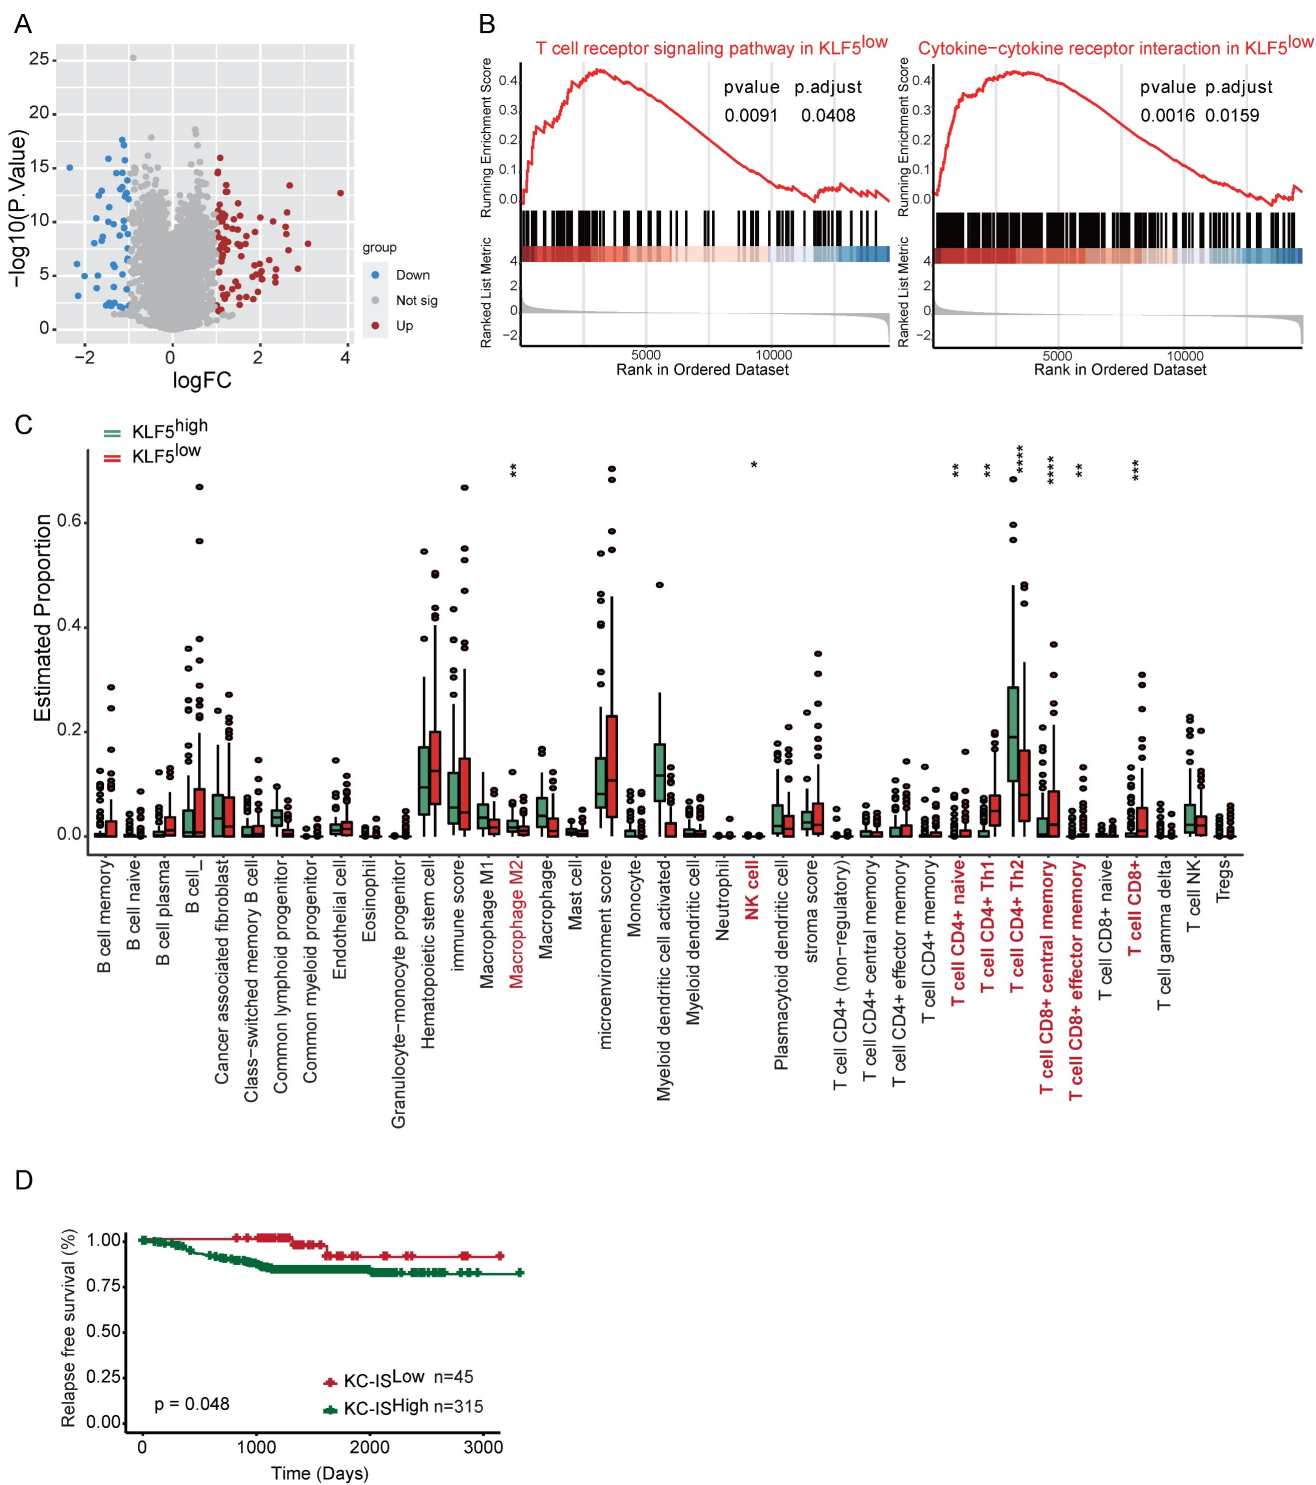 A
−log10(P.Value)
25
20
15
10
5
0
−2
0
2
4
logFC
group
Down
Not sig
Up
B
T cell receptor signaling pathway in KLF5low
Running Enrichment Score
0.4
0.3
0.2
0.1
0.0
pvalue p.adjust
0.0091 0.0408
Ranked List Metric
4
2
0
−2
5000
10000
Rank in Ordered Dataset
Cytokine−cytokine receptor interaction in KLF5low
Running Enrichment Score
0.4
0.3
0.2
0.1
0.0
pvalue p.adjust
0.0016 0.0159
Ranked List Metric
4
2
0
−2
5000
10000
Rank in Ordered Dataset
C
KLF5high
KLF5low
Estimated Proportion
0.6
0.4
0.2
0.0
**
*
**
**
****
****
**
***
B cell memory
B cell naive
B cell plasma
B cell_
Cancer associated fibroblast
Class−switched memory B cell
Common lymphoid progenitor
Common myeloid progenitor
Endothelial cell
Eosinophil
Granulocyte−monocyte progenitor
Hematopoietic stem cell
immune score
Macrophage M1
Macrophage M2
Macrophage
Mast cell
microenvironment score
Monocyte
Myeloid dendritic cell activated
Myeloid dendritic cell
Neutrophil
NK cell
Plasmacytoid dendritic cell
stroma score
T cell CD4+ (non−regulatory)
T cell CD4+ central memory
T cell CD4+ effector memory
T cell CD4+ memory
T cell CD4+ naive
T cell CD4+ Th1
T cell CD4+ Th2
T cell CD8+ central memory
T cell CD8+ effector memory
T cell CD8+ naive
T cell CD8+
T cell gamma delta
T cell NK
Tregs
D
Relapse free survival (%)
1.00
0.75
0.50
0.25
0.00
p = 0.048
KC-ISLow n=45
KC-ISHigh n=315
0
1000
2000
3000
Time (Days)